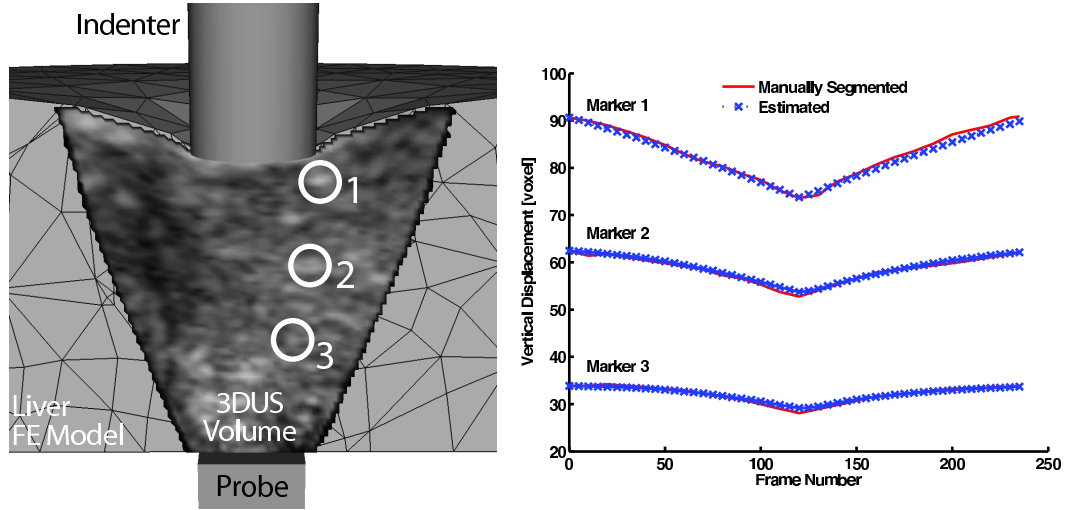 Indenter
1
2
3
Liver
FE Model
3DUS
Volume
Probe
100
90
80
70
60
50
40
30
20
0
50
100
150
200
250
Vertical Displacement [voxel]
Frame Number
Manually Segmented
Estimated
Marker 1
Marker 2
Marker 3